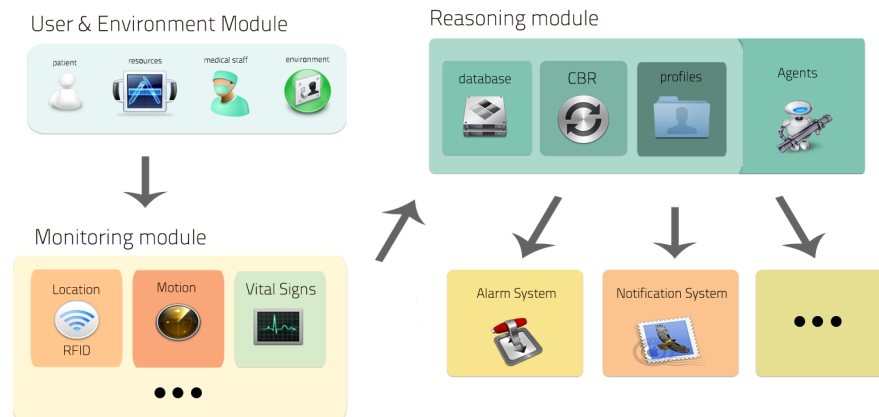 User & Environment Module
patient
resources
medical staff
environment
Monitoring module
Location
RFID
Motion
Vital Signs
Reasoning module
database
CBR
profiles
Agents
Alarm System
Notification System